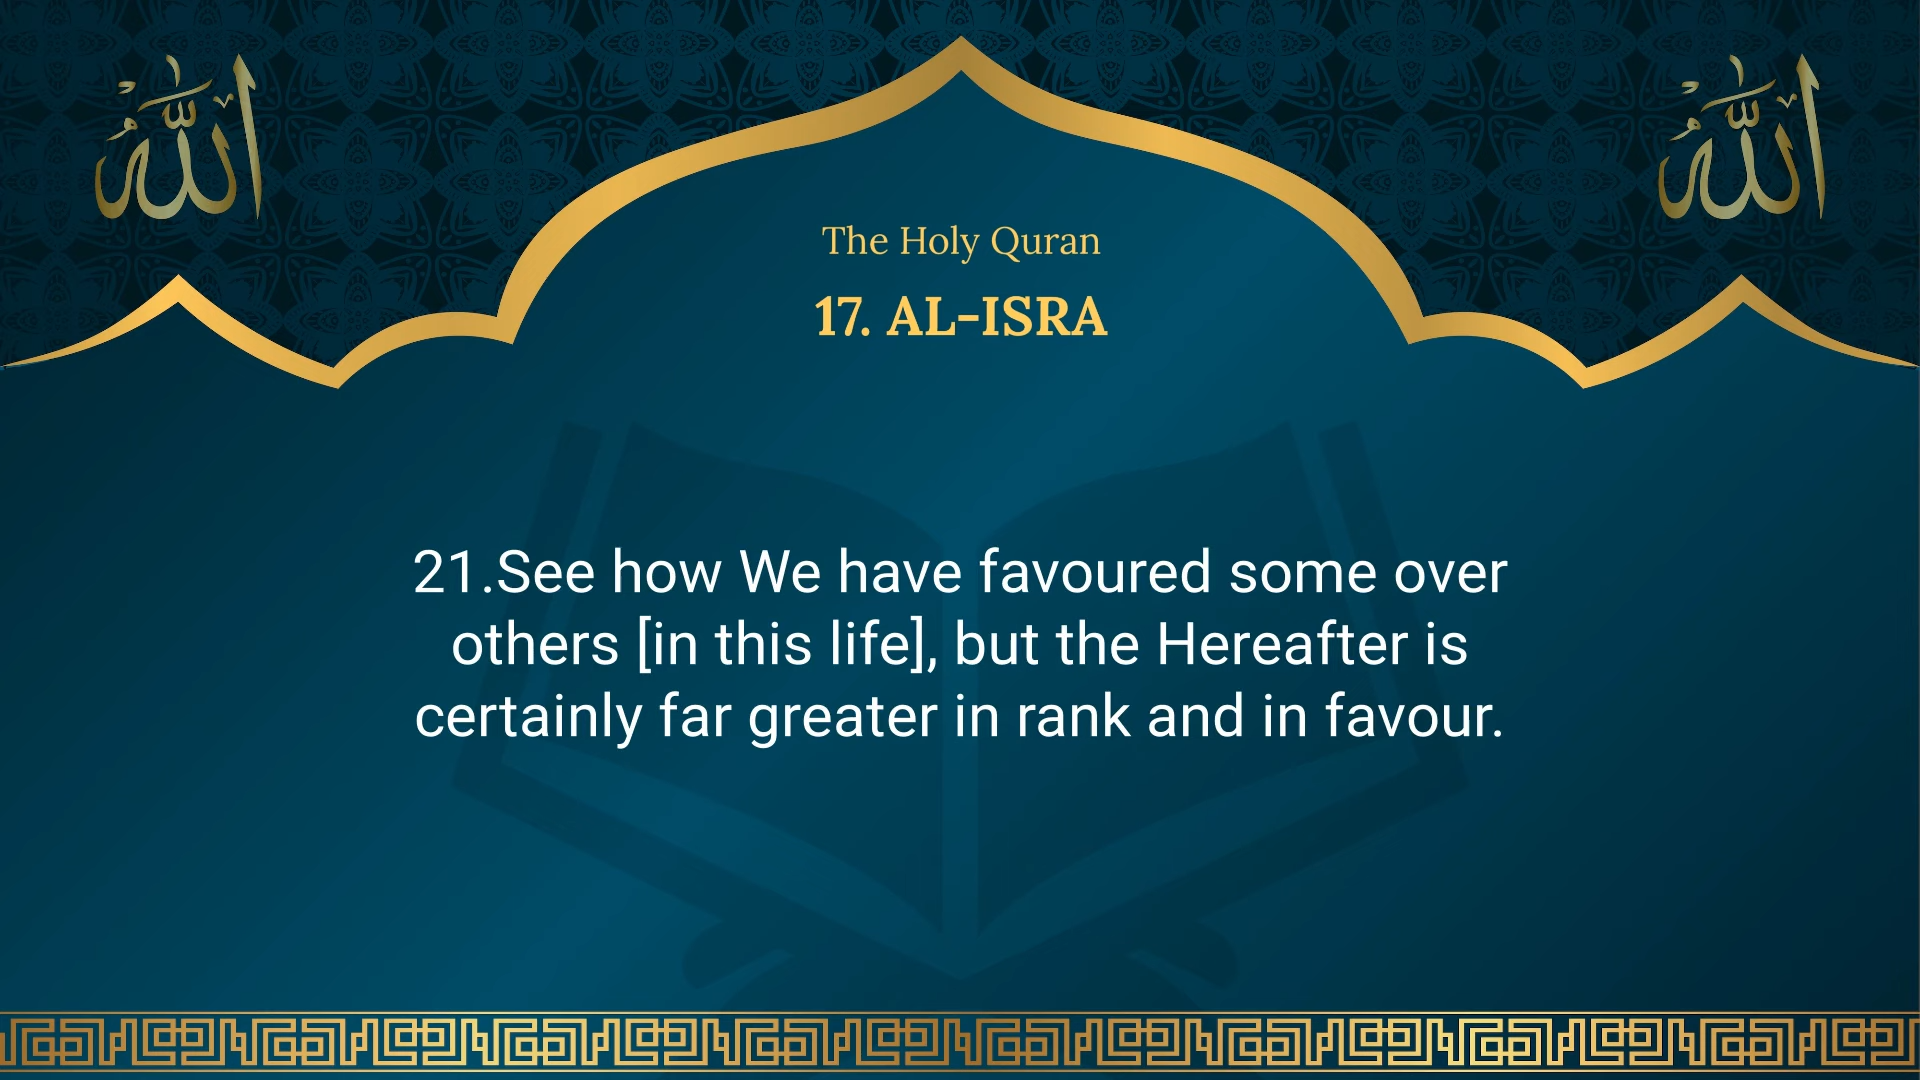 الله
الله
The Holy Quran
17. AL-ISRA
21.See how We have favoured some over
others [in this life], but the Hereafter is
certainly far greater in rank and in favour.